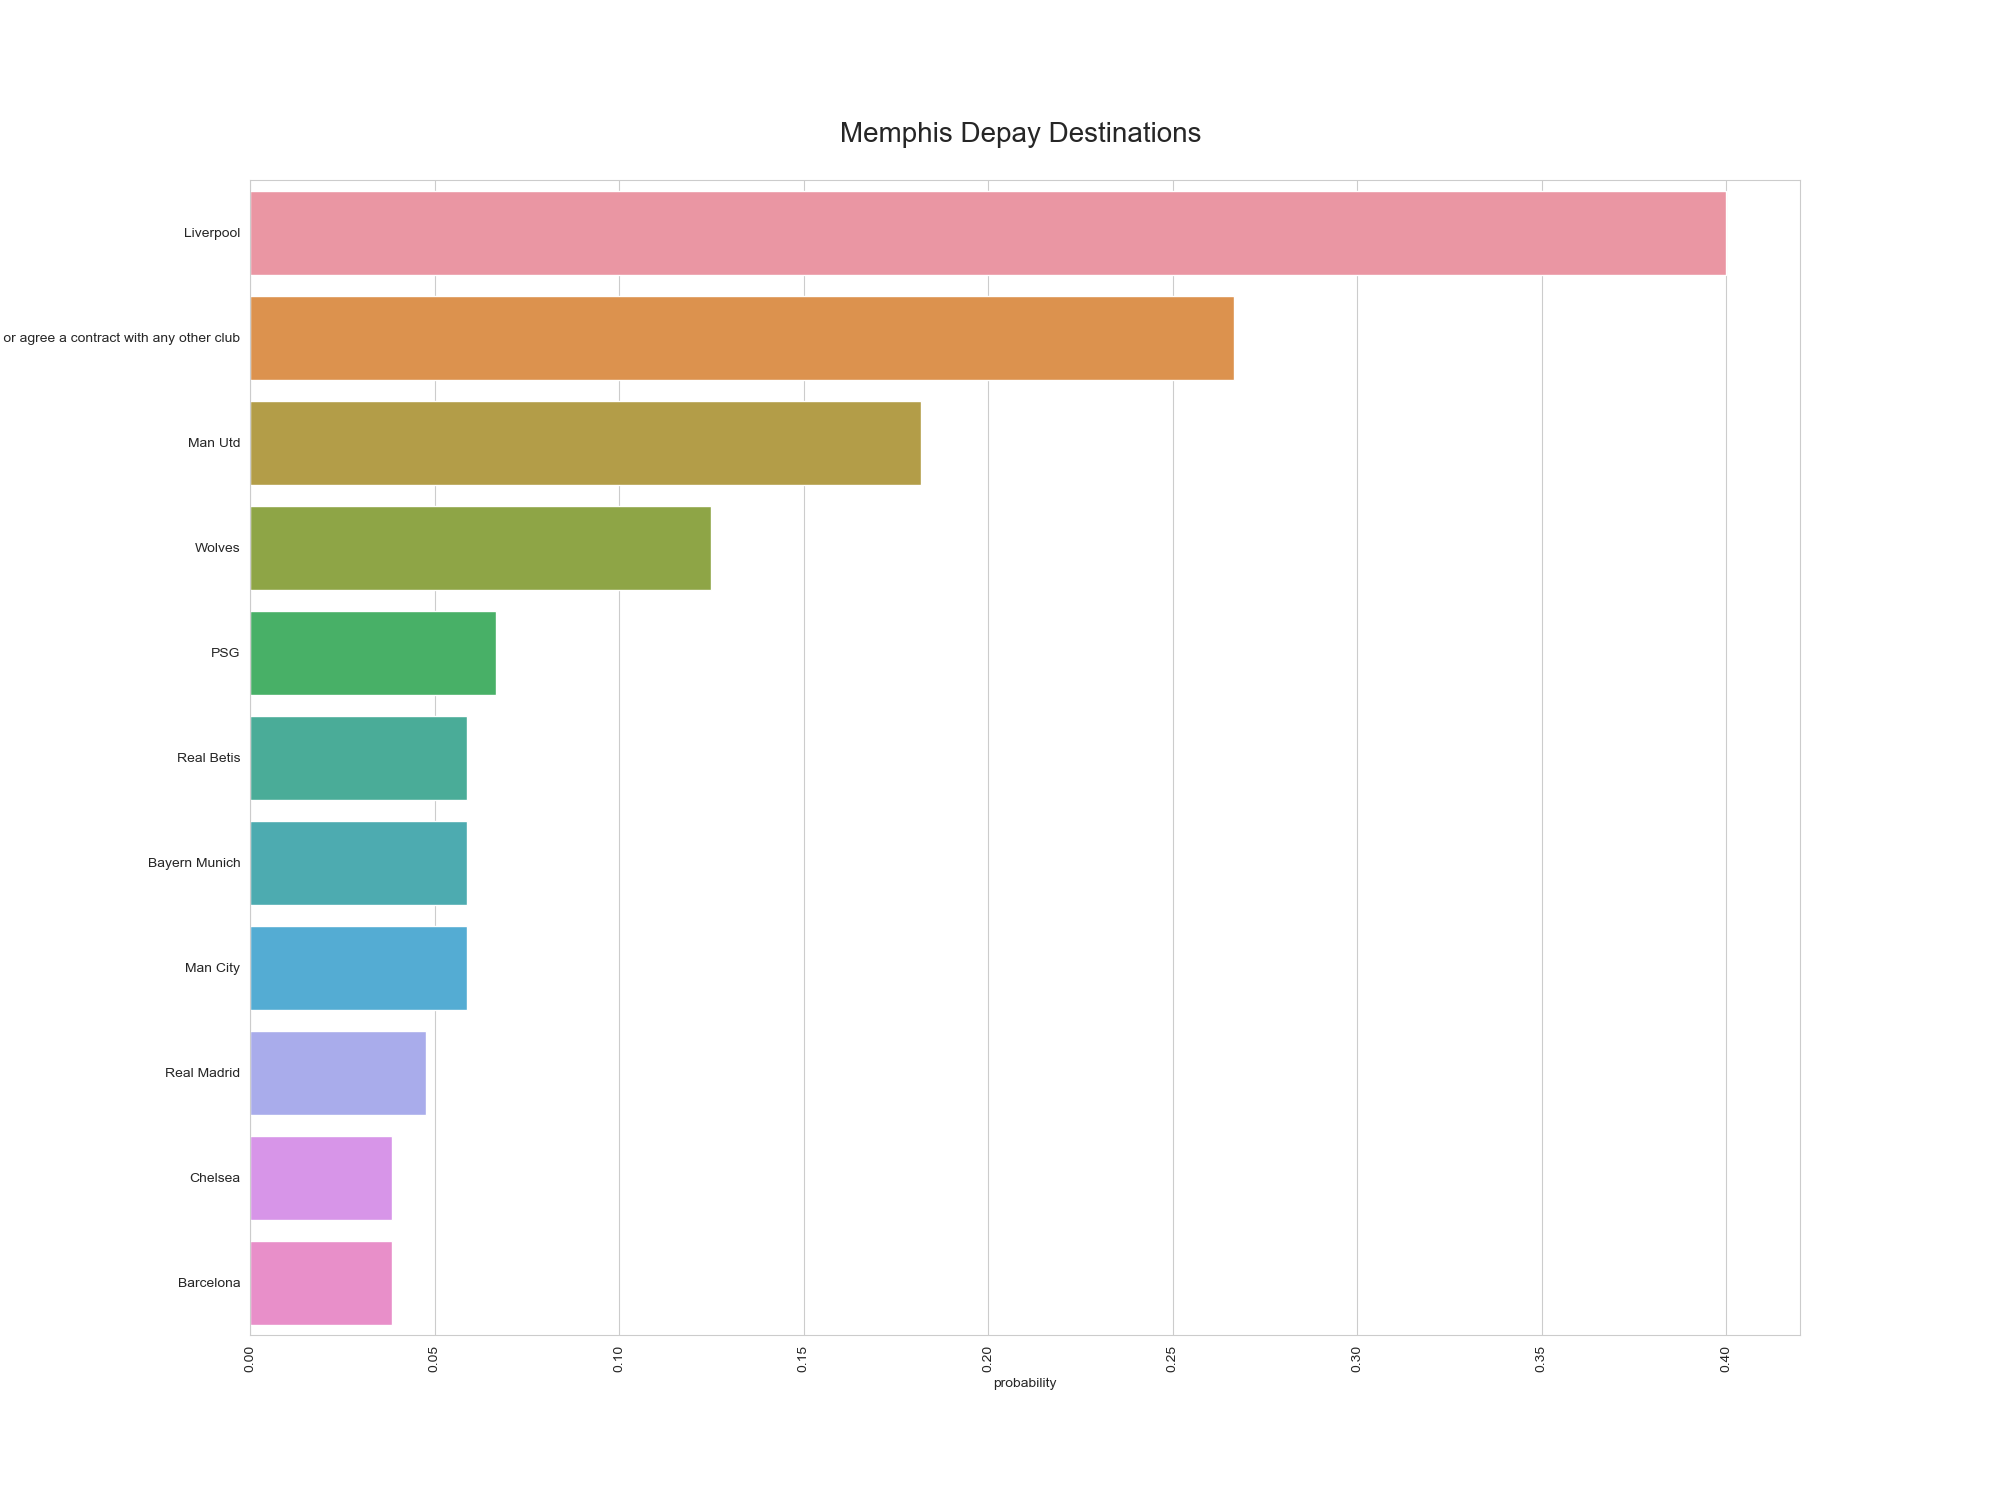 Memphis Depay Destinations
Liverpool
or agree a contract with any other club
Man Utd
Wolves
PSG
Real Betis
Bayern Munich
Man City
Real Madrid
Chelsea
Barcelona
0.00
0.05
0.10
0.15
0.20
0.25
0.30
0.35
0.40
probability